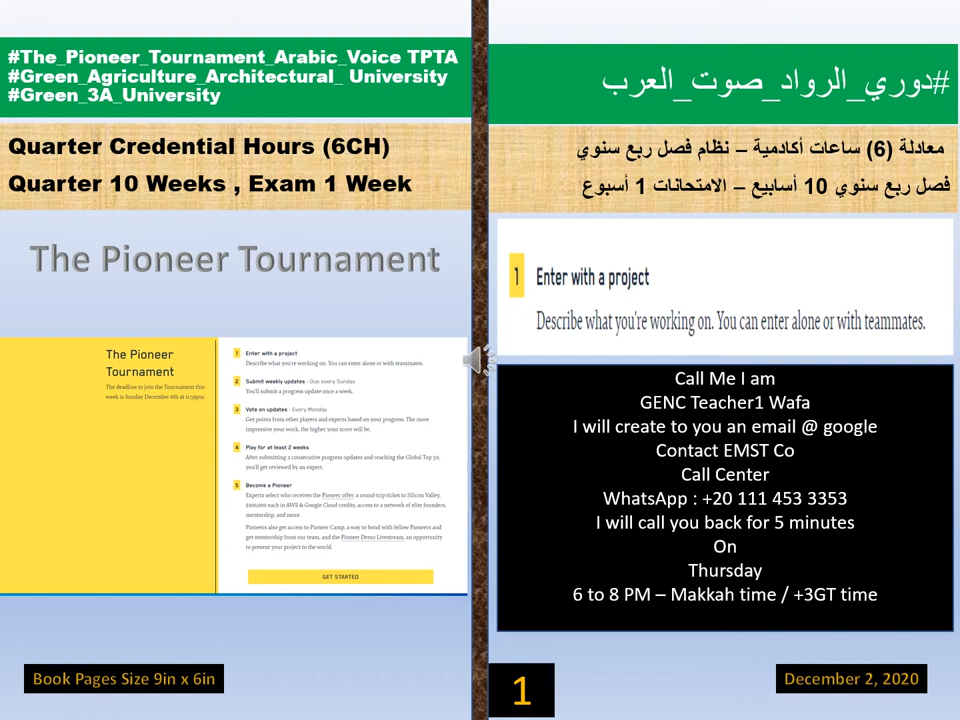 #The_Pioneer_Tournament_Arabic_Voice TPTA
#Green_Agriculture_Architectural_ University
#Green_3A_University
Quarter Credential Hours (6CH)
Quarter 10 Weeks , Exam 1 Week
The Pioneer Tournament
The Pioneer
Tournament
The deadline to join the Tournament this
week is Sunday December 6th at 11:59pm
1 Enter with a project
Describe what you're working on. You can enter alone or with teammates.
2 Submit weekly updates - Due every Sunday
You'll submit a progress update once a week.
3 Vote on updates - Every Monday
Get points from other players and experts based on your progress. The more
impressive your work, the higher your score will be.
4 Play for at least 2 weeks
After submitting 2 consecutive progress updates and reaching the Global Top 50,
you'll get reviewed by an expert.
5 Become a Pioneer
Experts select who receives the Pioneer offer: a round-trip ticket to Silicon Valley,
$100,000 each in AWS & Google Cloud credits, access to a network of elite founders,
mentorship, and more.
Pioneers also get access to Pioneer Camp, a way to bond with fellow Pioneers and
get mentorship from our team, and the Pioneer Demo Livestream, an opportunity
to present your project to the world.
GET STARTED
Book Pages Size 9in x 6in
#دوري_الرواد_صوت_العرب
معادلة (6) ساعات أكادمية – نظام فصل ربع سنوي
فصل ربع سنوي 10 أسابيع – الامتحانات 1 أسبوع
1 Enter with a project
Describe what you're working on. You can enter alone or with teammates.
Call Me I am
GENC Teacher1 Wafa
I will create to you an email @ google
Contact EMST Co
Call Center
WhatsApp : +20 111 453 3353
I will call you back for 5 minutes
On
Thursday
6 to 8 PM – Makkah time / +3GT time
1
December 2, 2020